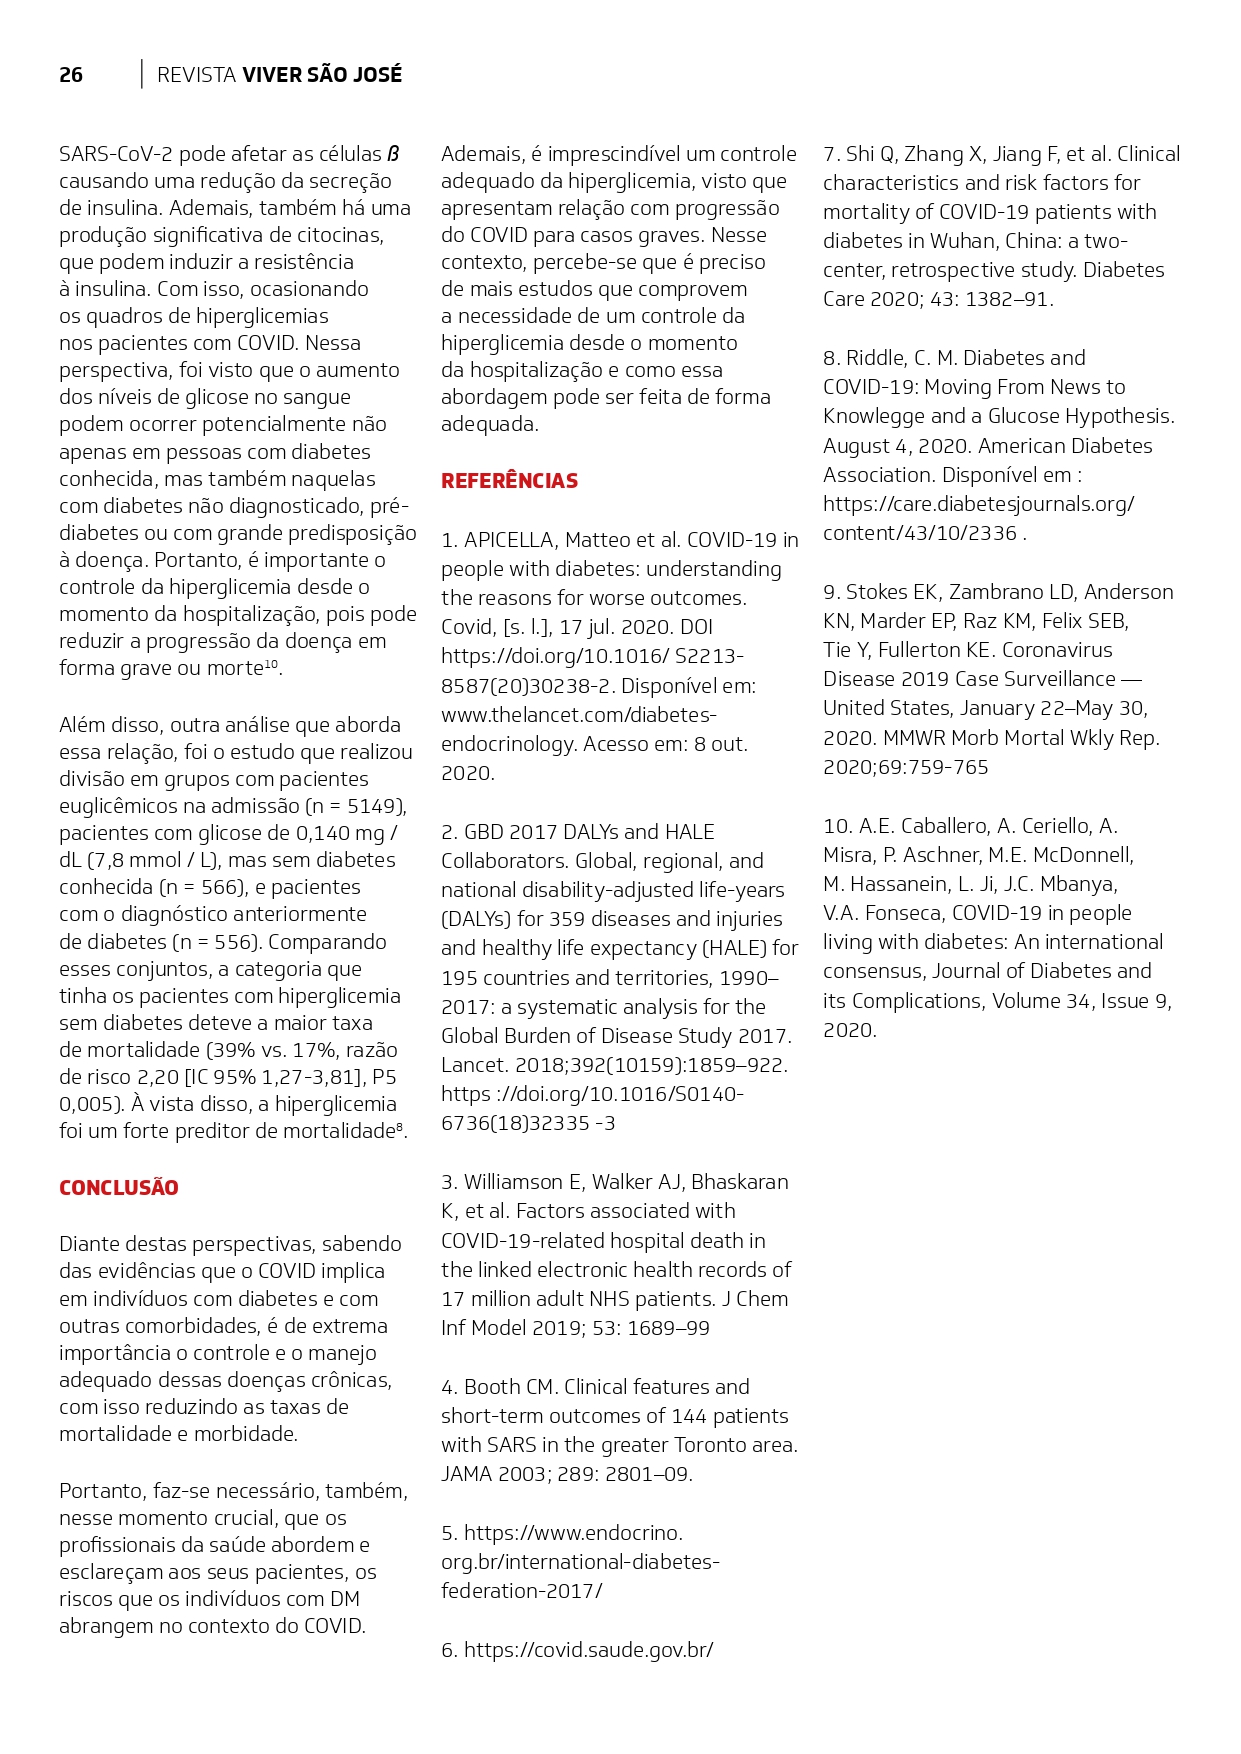 26 REVISTA VIVER SÃO JOSÉ
SARS-CoV-2 pode afetar as células ß
causando uma redução da secreção
de insulina. Ademais, também há uma
produção significativa de citocinas,
que podem induzir a resistência
à insulina. Com isso, ocasionando
os quadros de hiperglicemias
nos pacientes com COVID. Nessa
perspectiva, foi visto que o aumento
dos níveis de glicose no sangue
podem ocorrer potencialmente não
apenas em pessoas com diabetes
conhecida, mas também naquelas
com diabetes não diagnosticado, pré-
diabetes ou com grande predisposição
à doença. Portanto, é importante o
controle da hiperglicemia desde o
momento da hospitalização, pois pode
reduzir a progressão da doença em
forma grave ou morte¹⁰.
Além disso, outra análise que aborda
essa relação, foi o estudo que realizou
divisão em grupos com pacientes
euglicêmicos na admissão (n = 5149),
pacientes com glicose de 0,140 mg /
dL (7,8 mmol / L), mas sem diabetes
conhecida (n = 566), e pacientes
com o diagnóstico anteriormente
de diabetes (n = 556). Comparando
esses conjuntos, a categoria que
tinha os pacientes com hiperglicemia
sem diabetes deteve a maior taxa
de mortalidade (39% vs. 17%, razão
de risco 2,20 [IC 95% 1,27-3,81], P5
0,005). À vista disso, a hiperglicemia
foi um forte preditor de mortalidade⁸.
CONCLUSÃO
Diante destas perspectivas, sabendo
das evidências que o COVID implica
em indivíduos com diabetes e com
outras comorbidades, é de extrema
importância o controle e o manejo
adequado dessas doenças crônicas,
com isso reduzindo as taxas de
mortalidade e morbidade.
Portanto, faz-se necessário, também,
nesse momento crucial, que os
profissionais da saúde abordem e
esclareçam aos seus pacientes, os
riscos que os indivíduos com DM
abrangem no contexto do COVID.
Ademais, é imprescindível um controle
adequado da hiperglicemia, visto que
apresentam relação com progressão
do COVID para casos graves. Nesse
contexto, percebe-se que é preciso
de mais estudos que comprovem
a necessidade de um controle da
hiperglicemia desde o momento
da hospitalização e como essa
abordagem pode ser feita de forma
adequada.
REFERÊNCIAS
1. APICELLA, Matteo et al. COVID-19 in
people with diabetes: understanding
the reasons for worse outcomes.
Covid, [s. l.], 17 jul. 2020. DOI
https://doi.org/10.1016/ S2213-
8587(20)30238-2. Disponível em:
www.thelancet.com/diabetes-
endocrinology. Acesso em: 8 out.
2020.
2. GBD 2017 DALYs and HALE
Collaborators. Global, regional, and
national disability-adjusted life-years
(DALYs) for 359 diseases and injuries
and healthy life expectancy (HALE) for
195 countries and territories, 1990–
2017: a systematic analysis for the
Global Burden of Disease Study 2017.
Lancet. 2018;392(10159):1859–922.
https ://doi.org/10.1016/S0140-
6736(18)32335 -3
3. Williamson E, Walker AJ, Bhaskaran
K, et al. Factors associated with
COVID-19-related hospital death in
the linked electronic health records of
17 million adult NHS patients. J Chem
Inf Model 2019; 53: 1689–99
4. Booth CM. Clinical features and
short-term outcomes of 144 patients
with SARS in the greater Toronto area.
JAMA 2003; 289: 2801–09.
5. https://www.endocrino.
org.br/international-diabetes-
federation-2017/
6. https://covid.saude.gov.br/
7. Shi Q, Zhang X, Jiang F, et al. Clinical
characteristics and risk factors for
mortality of COVID-19 patients with
diabetes in Wuhan, China: a two-
center, retrospective study. Diabetes
Care 2020; 43: 1382–91.
8. Riddle, C. M. Diabetes and
COVID-19: Moving From News to
Knowlegge and a Glucose Hypothesis.
August 4, 2020. American Diabetes
Association. Disponível em :
https://care.diabetesjournals.org/
content/43/10/2336 .
9. Stokes EK, Zambrano LD, Anderson
KN, Marder EP, Raz KM, Felix SEB,
Tie Y, Fullerton KE. Coronavirus
Disease 2019 Case Surveillance —
United States, January 22–May 30,
2020. MMWR Morb Mortal Wkly Rep.
2020;69:759-765
10. A.E. Caballero, A. Ceriello, A.
Misra, P. Aschner, M.E. McDonnell,
M. Hassanein, L. Ji, J.C. Mbanya,
V.A. Fonseca, COVID-19 in people
living with diabetes: An international
consensus, Journal of Diabetes and
its Complications, Volume 34, Issue 9,
2020.